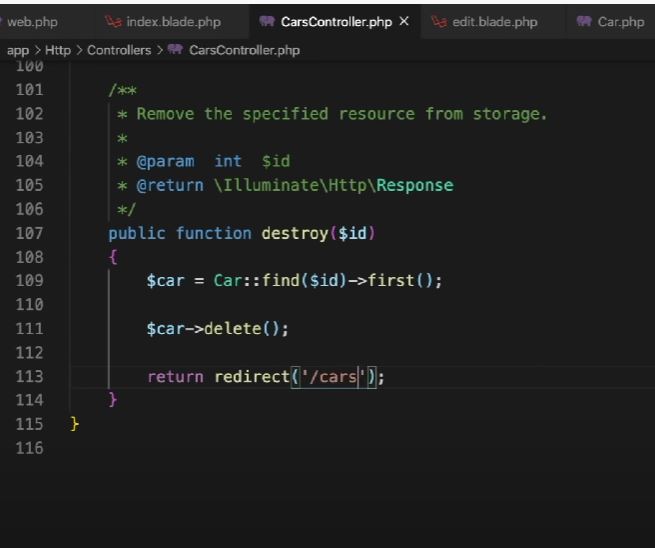 web.php index.blade.php CarsController.php × edit.blade.php Car.php
app > Http > Controllers > CarsController.php
100
101 /**
102 * Remove the specified resource from storage.
103 *
104 * @param  int  $id
105 * @return \Illuminate\Http\Response
106 */
107 public function destroy($id)
108 {
109 $car = Car::find($id)->first();
110
111 $car->delete();
112
113 return redirect('/cars');
114 }
115 }
116